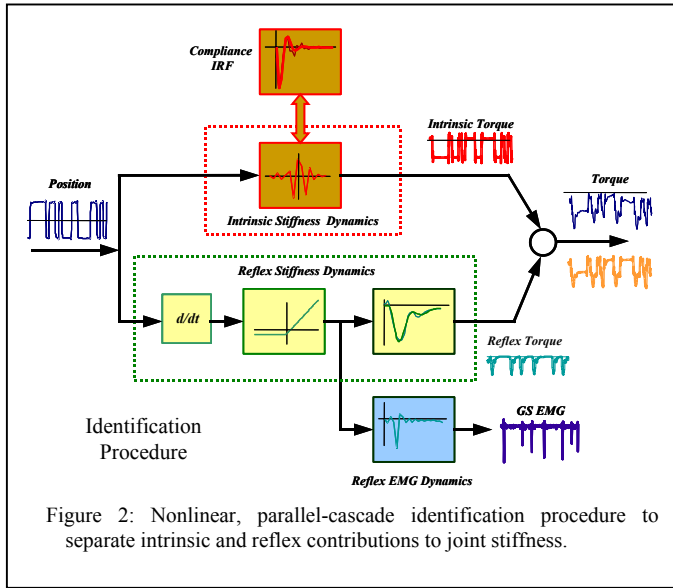 Compliance
IRF
Intrinsic Torque
Position
Torque
Intrinsic Stiffness Dynamics
Reflex Stiffness Dynamics
d/dt
Reflex Torque
Identification
Procedure
GS EMG
Reflex EMG Dynamics
Figure 2: Nonlinear, parallel-cascade identification procedure to
separate intrinsic and reflex contributions to joint stiffness.